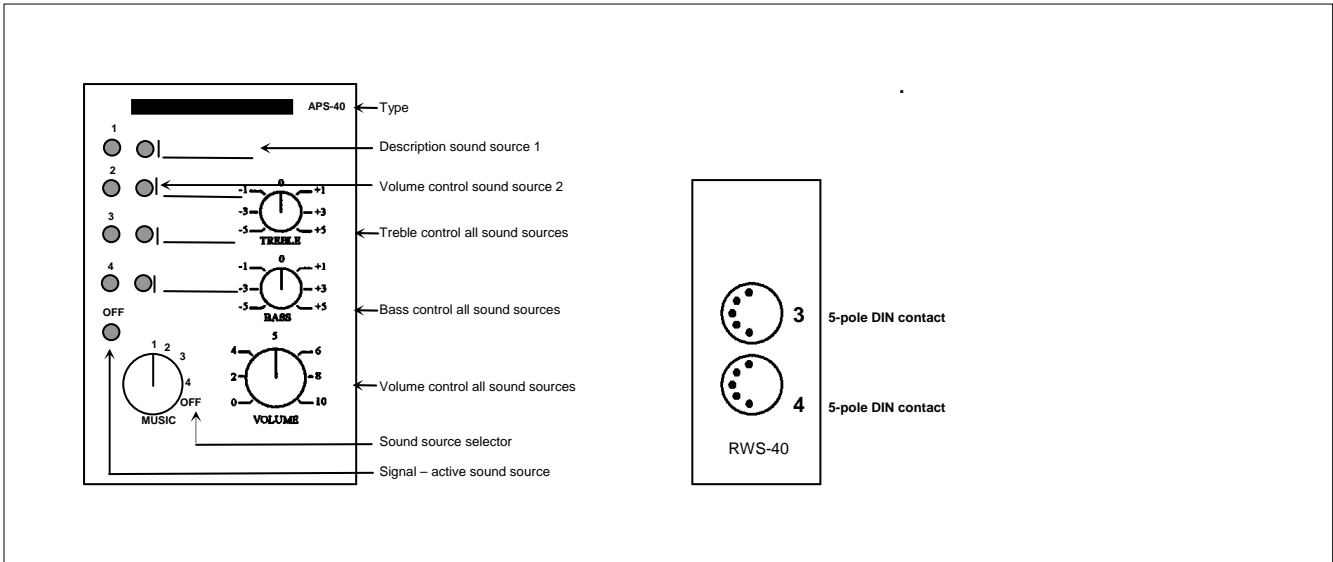 APS-40
Type
1
Description sound source 1
2
Volume control sound source 2
0
-1 +1
-3 +3
-5 +5
TREBLE
3
Treble control all sound sources
4
0
-1 +1
-3 +3
-5 +5
BASS
Bass control all sound sources
OFF
5
4 6
2 8
0 10
VOLUME
Volume control all sound sources
1
2
3
4
OFF
MUSIC
Sound source selector
Signal – active sound source
3 5-pole DIN contact
4 5-pole DIN contact
RWS-40